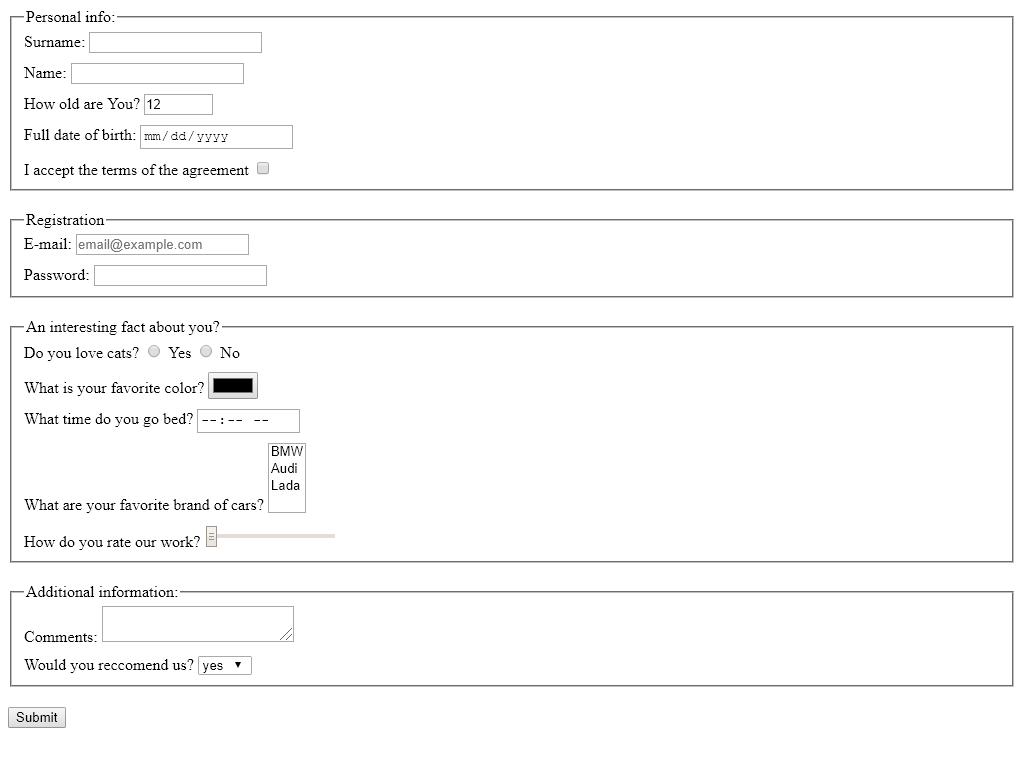 Personal info:
Surname:
Name:
How old are You? 12
Full date of birth: mm/dd/yyyy
I accept the terms of the agreement
Registration
E-mail: email@example.com
Password:
An interesting fact about you?
Do you love cats? Yes No
What is your favorite color?
What time do you go bed? --:-- --
BMW
Audi
Lada
What are your favorite brand of cars?
How do you rate our work?
Additional information:
Comments:
Would you reccomend us? yes
Submit